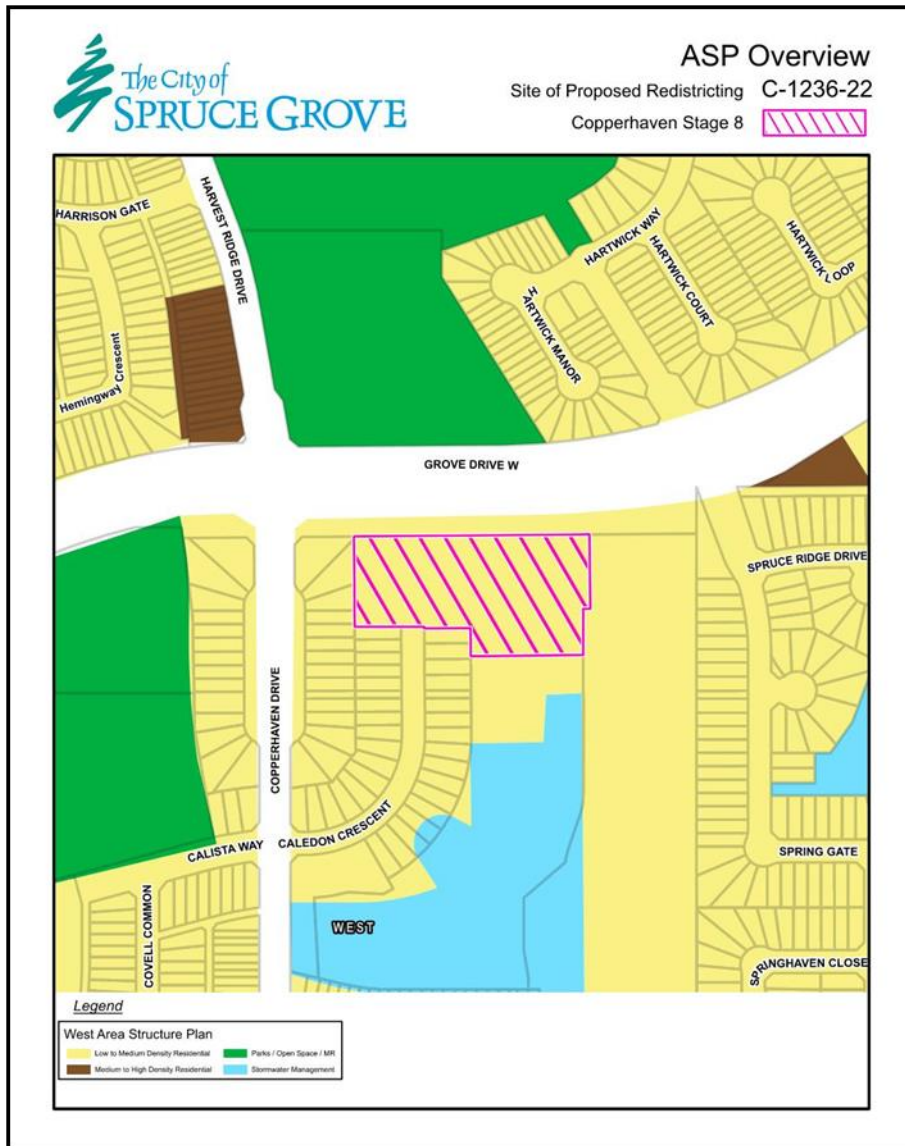 The City of
SPRUCE GROVE
ASP Overview
Site of Proposed Redistricting C-1236-22
Copperhaven Stage 8
HARRISON GATE
HARVEST RIDGE DRIVE
HARTWICK WAY
HARTWICK COURT
HARTWICK LOOP
HARTWICK MANOR
Hemingway Crescent
GROVE DRIVE W
SPRUCE RIDGE DRIVE
COPPERHAVEN DRIVE
CALISTA WAY
CALEDON CRESCENT
SPRING GATE
COVELL COMMON
WEST
SPRINGHAVEN CLOSE
Legend
West Area Structure Plan
Low to Medium Density Residential
Parks / Open Space / MR
Medium to High Density Residential
Stormwater Management